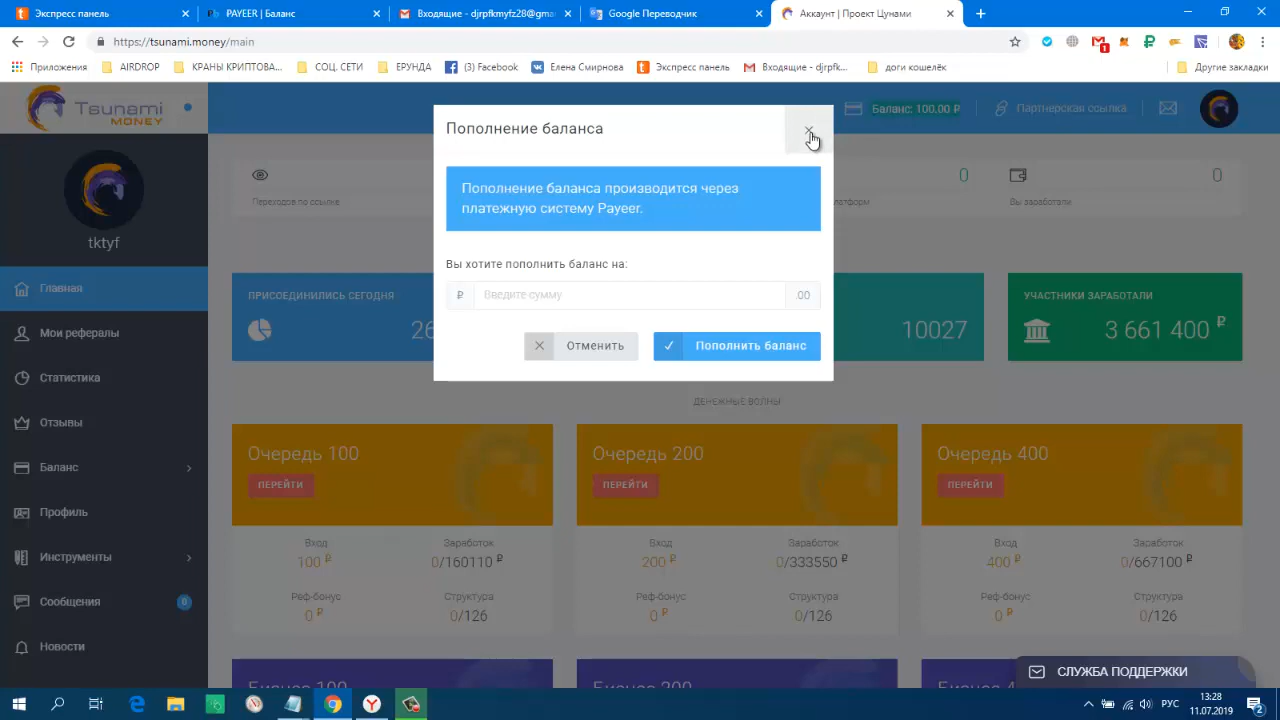 Экспресс панель
PAYEER | Баланс
Входящие - djrpfkmyfz28@gma
Google Переводчик
Аккаунт | Проект Цунами
https://tsunami.money/main
1
Приложения
AIRDROP
КРАНЫ КРИПТОВА...
СОЦ. СЕТИ
ЕРУНДА
(3) Facebook
Елена Смирнова
Экспресс панель
Входящие - djrpfk...
доги кошелёк
Другие закладки
Tsunami
MONEY
Баланс: 100.00 ₽
Партнерская ссылка
tktyf
Главная
Мои рефералы
Статистика
Отзывы
Баланс
Профиль
Инструменты
Сообщения
0
Новости
Переходов по ссылке
0
0
Вы заработали
Пополнение баланса
Пополнение баланса производится через
платежную систему Payeer.
Вы хотите пополнить баланс на:
₽ Введите сумму .00
Отменить
Пополнить баланс
ПРИСОЕДИНИЛИСЬ СЕГОДНЯ
26
10027
УЧАСТНИКИ ЗАРАБОТАЛИ
3 661 400 ₽
ДЕНЕЖНЫЕ ВОЛНЫ
Очередь 100
ПЕРЕЙТИ
Вход
100 ₽
Заработок
0/160110 ₽
Реф-бонус
0 ₽
Структура
0/126
Очередь 200
ПЕРЕЙТИ
Вход
200 ₽
Заработок
0/333550 ₽
Реф-бонус
0 ₽
Структура
0/126
Очередь 400
ПЕРЕЙТИ
Вход
400 ₽
Заработок
0/667100 ₽
Реф-бонус
0 ₽
Структура
0/126
СЛУЖБА ПОДДЕРЖКИ
РУС
13:28
11.07.2019
2